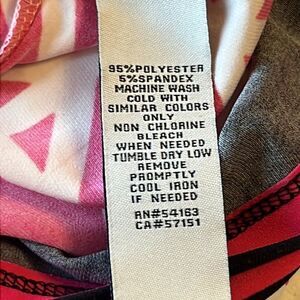 95%POLYESTER
5%SPANDEX
MACHINE WASH
COLD WITH
SIMILAR COLORS
ONLY
NON CHLORINE
BLEACH
WHEN NEEDED
TUMBLE DRY LOW
REMOVE
PROMPTLY
COOL IRON
IF NEEDED
RN#54163
CA#57151